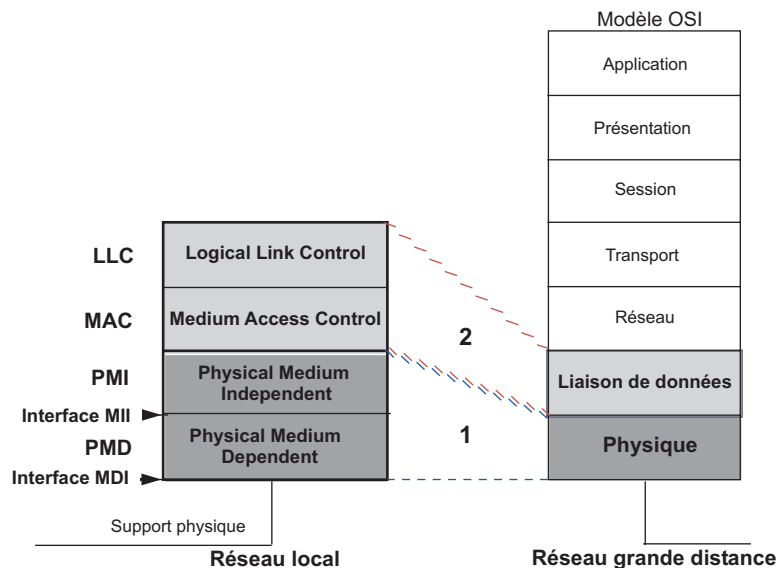 Modèle OSI
Application
Présentation
Session
Transport
Réseau
Liaison de données
Physique
LLC
Logical Link Control
MAC
Medium Access Control
2
PMI
Physical Medium
Independent
Interface MII
1
PMD
Physical Medium
Dependent
Interface MDI
Support physique
Réseau local
Réseau grande distance